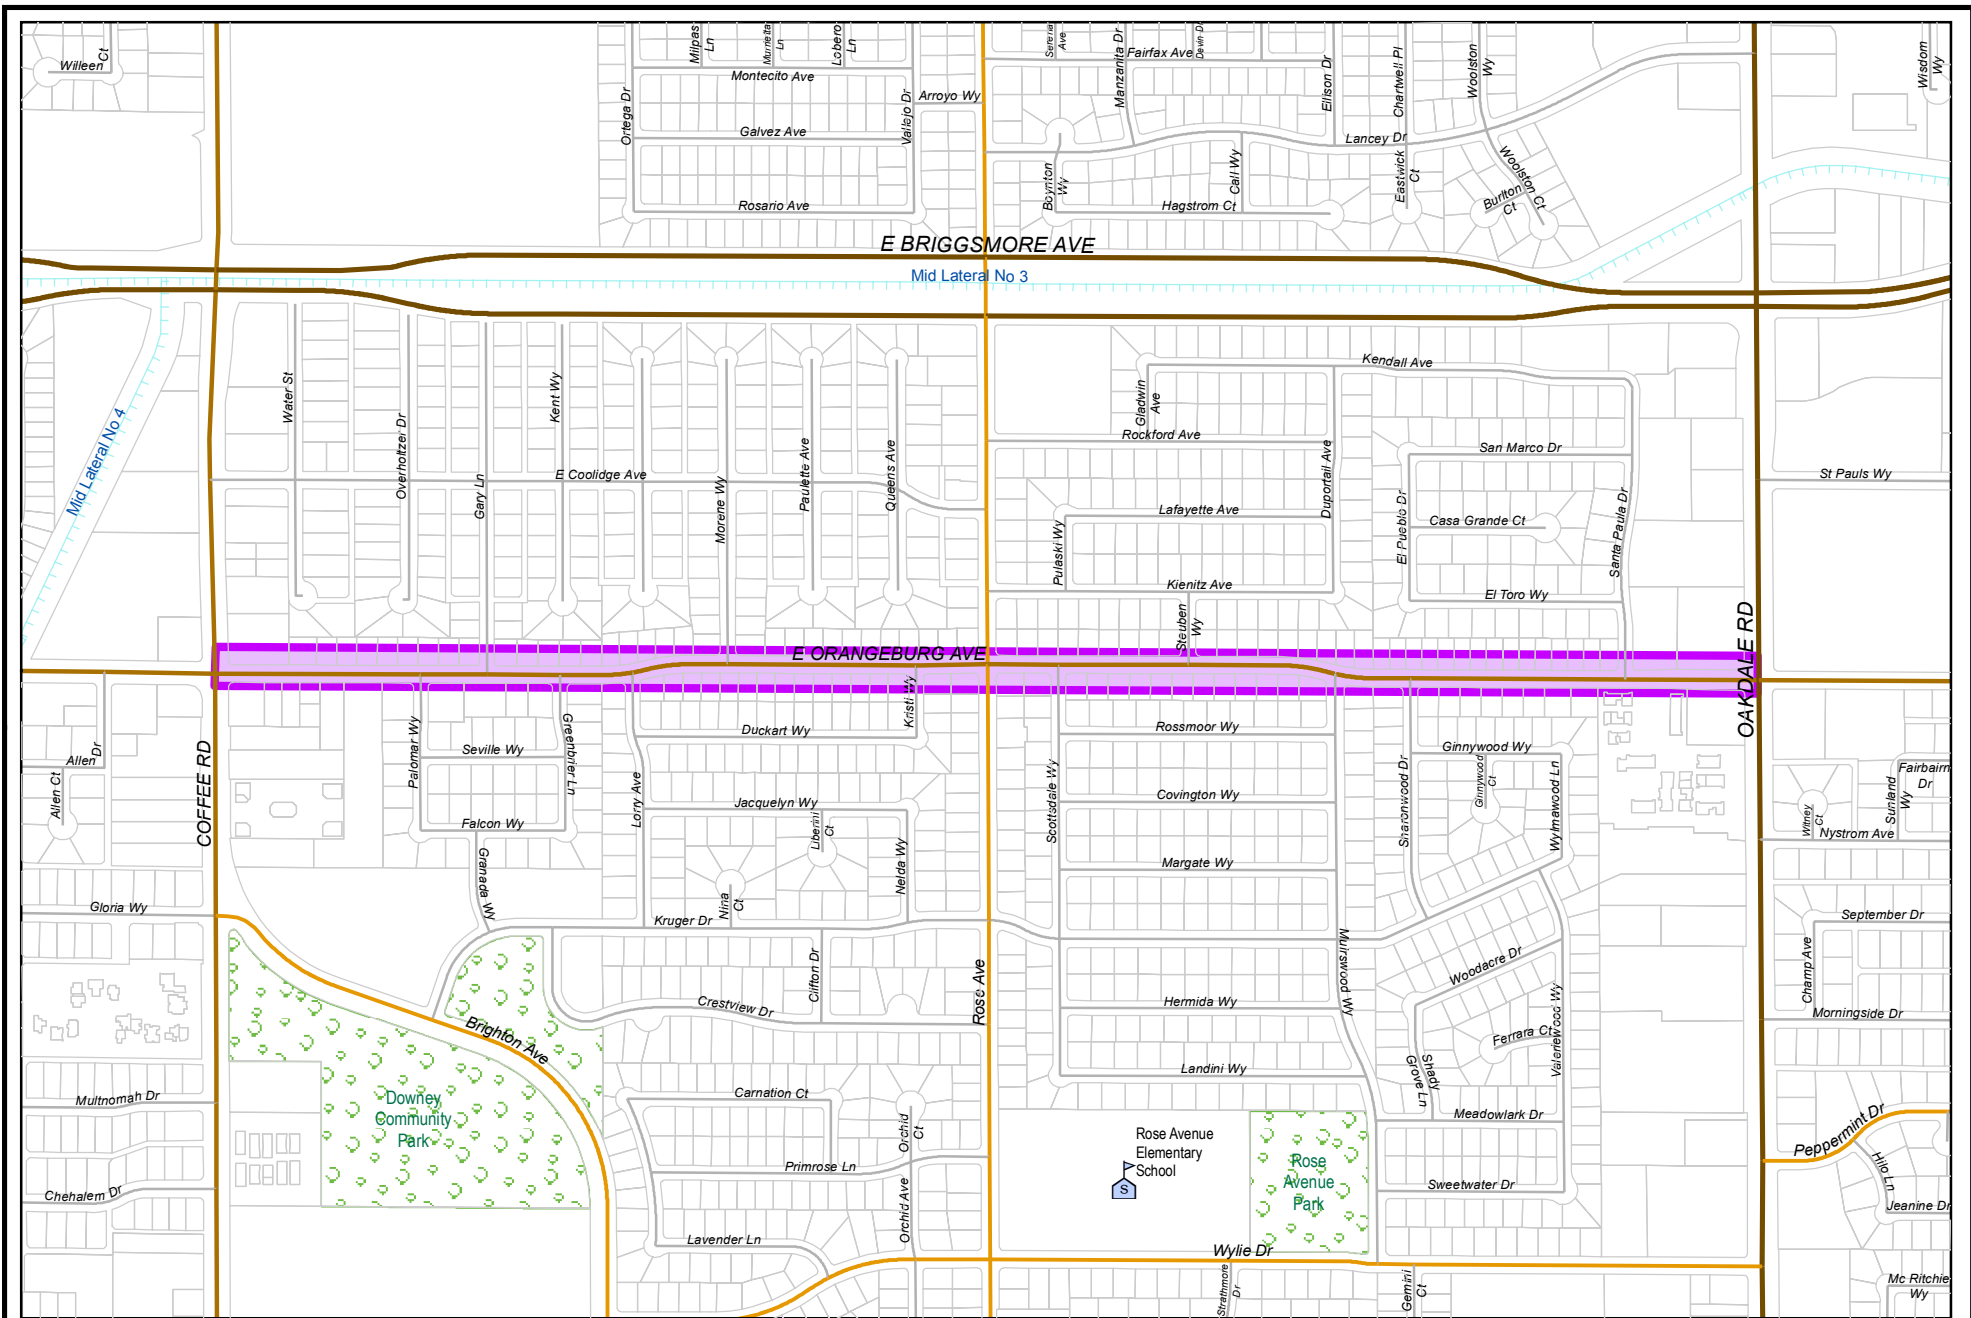 Willeen
Ct
Milpas
Ln
Murrietta
Ln
Lobero
Ln
Montecito Ave
Ortega Dr
Galvez Ave
Vallejo Dr
Arroyo Wy
Rosario Ave
Serena
Ave
Fairfax Ave
Devin Dr
Manzanita Dr
Ellison Dr
Chartwell Pl
Woolston
Wy
Wisdom
Wy
Lancey Dr
Boynton
Wy
Call Wy
Hagstrom Ct
Eastwick
Ct
Woolston Ct
Burlton
Ct
E BRIGGSMORE AVE
Mid Lateral No 3
Mid Lateral No 4
Water St
Overholtzer Dr
Gary Ln
Kent Wy
E Coolidge Ave
Morene Wy
Paulette Ave
Queens Ave
Kendall Ave
Gladwin
Ave
Rockford Ave
Duportail Ave
San Marco Dr
El Pueblo Dr
Lafayette Ave
Casa Grande Ct
Santa Paula Dr
Pulaski Wy
Kienitz Ave
El Toro Wy
Steuben
Wy
St Pauls Wy
E ORANGEBURG AVE
OAKDALE RD
COFFEE RD
Allen
Dr
Allen Ct
Palomar Wy
Seville Wy
Greenbrier Ln
Falcon Wy
Granada Wy
Lorry Ave
Duckart Wy
Kristi Wy
Jacquelyn Wy
Liberini
Ct
Nelda Wy
Nina
Ct
Kruger Dr
Clifton Dr
Crestview Dr
Rose Ave
Scottsdale Wy
Rossmoor Wy
Covington Wy
Margate Wy
Hermida Wy
Landini Wy
Muirswood Wy
Sharonwood Dr
Ginnywood Wy
Ginnywood
Ct
Wylmawood Ln
Woodacre Dr
Ferrara Ct
Valeriewood Wy
Shady
Grove Ln
Meadowlark Dr
Sweetwater Dr
Fairbairn
Dr
Witney
Ct
Sunland
Wy
Nystrom Ave
September Dr
Champ Ave
Morningside Dr
Peppermint Dr
Hilo Ln
Jeanine Dr
Mc Ritchie
Wy
Gloria Wy
Brighton Ave
Multnomah Dr
Chehalem Dr
Downey
Community
Park
Carnation Ct
Orchid
Ct
Primrose Ln
Orchid Ave
Lavender Ln
Rose Avenue
Elementary
School
S
Rose
Avenue
Park
Wylie Dr
Strathmore
Dr
Gemini
Ct